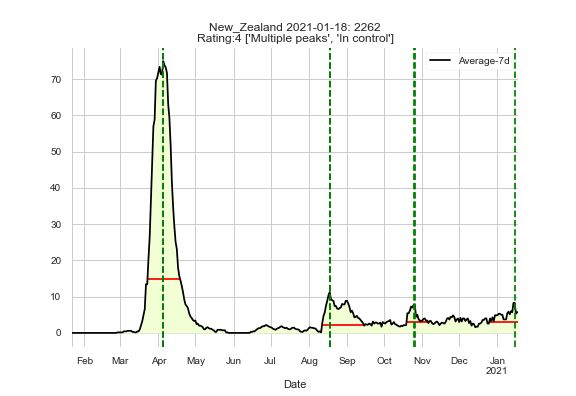 New_Zealand 2021-01-18: 2262
Rating:4 ['Multiple peaks', 'In control']
Average-7d
70
60
50
40
30
20
10
0
Feb Mar Apr May Jun Jul Aug Sep Oct Nov Dec Jan
2021
Date